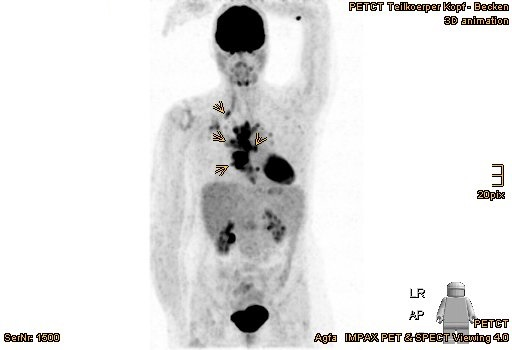 PETCT Teilkoerper Kopf - Becken
3D animation
20pix
LR
AP
PETCT
SerNr: 1500
Agfa IMPAX PET & SPECT Viewing 4.0